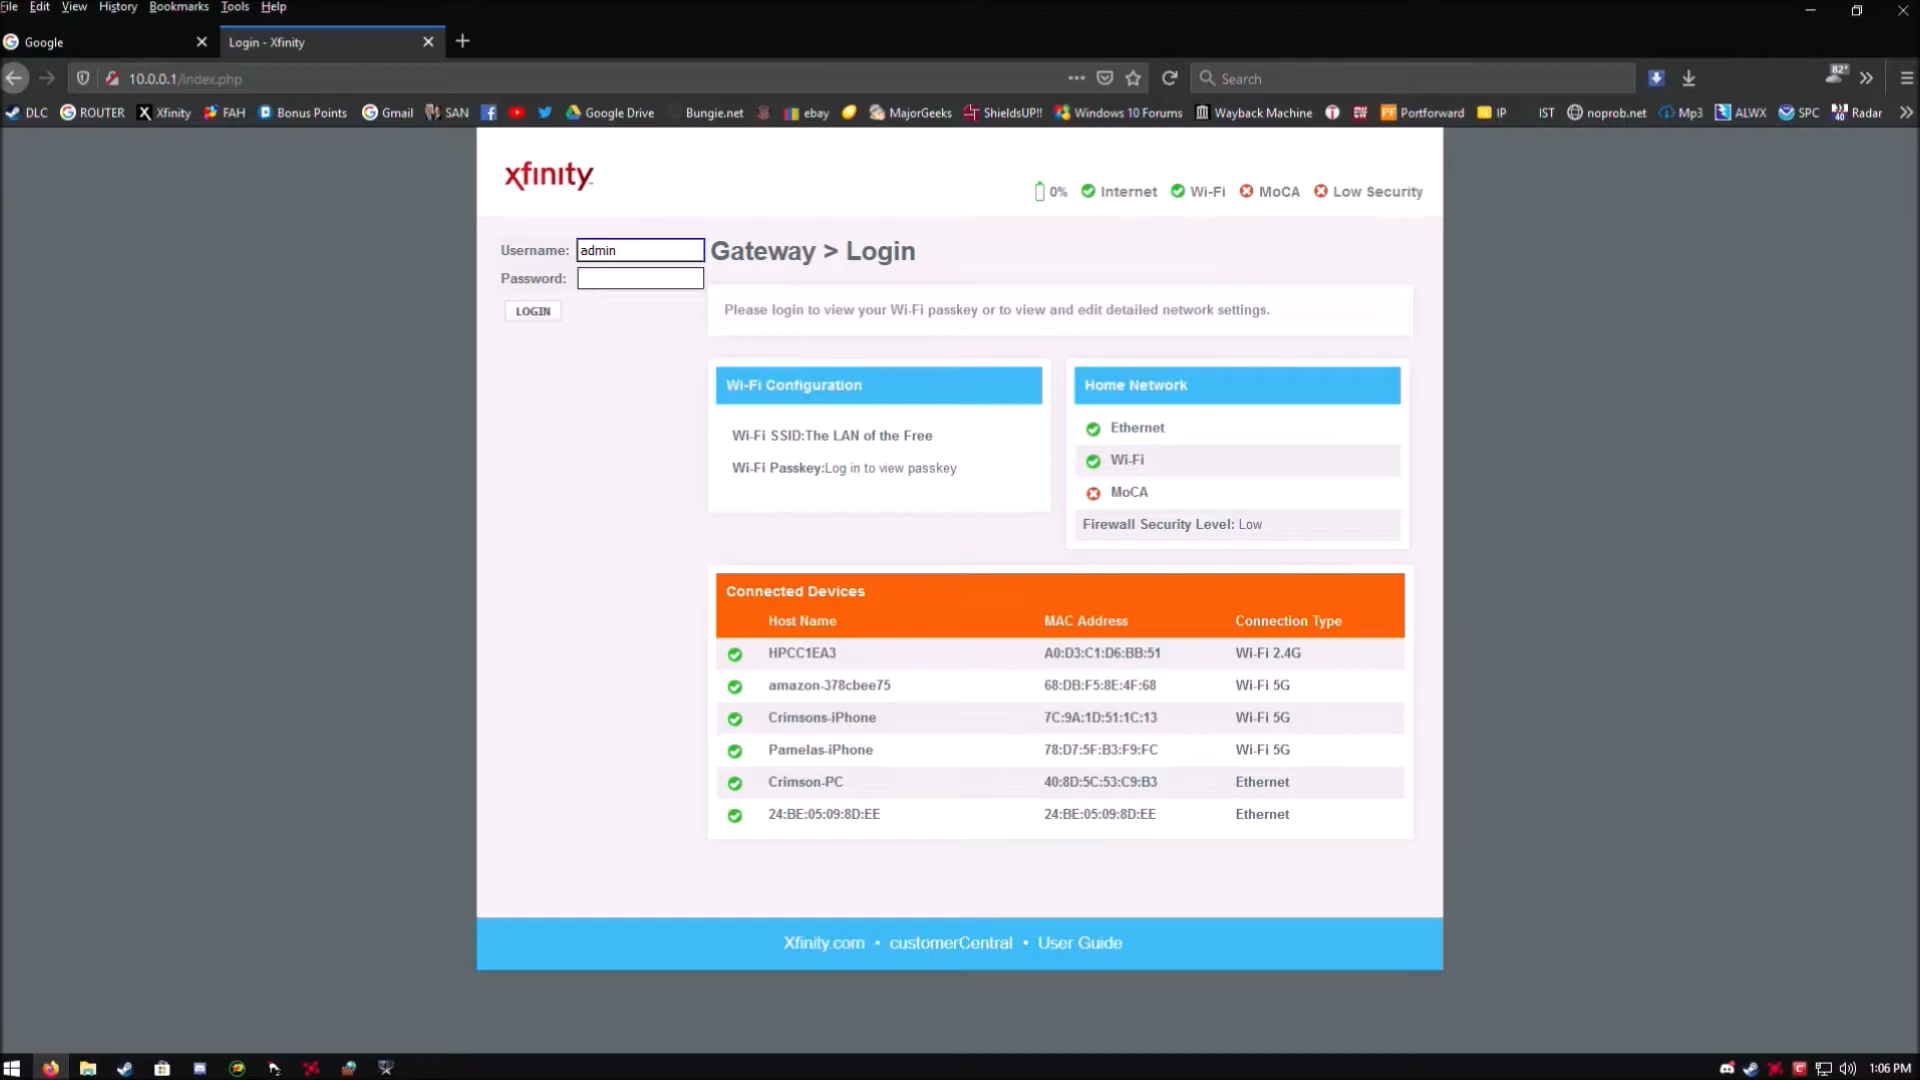 File Edit View History Bookmarks Tools Help
Google
Login - Xfinity
10.0.0.1/index.php
Search
82°
DLC ROUTER Xfinity FAH Bonus Points Gmail SAN Google Drive Bungie.net ebay MajorGeeks ShieldsUP!! Windows 10 Forums Wayback Machine Portforward IP IST noprob.net Mp3 ALWX SPC Radar
xfinity
0% Internet Wi-Fi MoCA Low Security
Username: admin
Password:
LOGIN
Gateway > Login
Please login to view your Wi-Fi passkey or to view and edit detailed network settings.
Wi-Fi Configuration
Wi-Fi SSID:The LAN of the Free
Wi-Fi Passkey:Log in to view passkey
Home Network
Ethernet
Wi-Fi
MoCA
Firewall Security Level: Low
Connected Devices
Host Name MAC Address Connection Type
HPCC1EA3 A0:D3:C1:D6:BB:51 Wi-Fi 2.4G
amazon-378cbee75 68:DB:F5:8E:4F:68 Wi-Fi 5G
Crimsons-iPhone 7C:9A:1D:51:1C:13 Wi-Fi 5G
Pamelas-iPhone 78:D7:5F:B3:F9:FC Wi-Fi 5G
Crimson-PC 40:8D:5C:53:C9:B3 Ethernet
24:BE:05:09:8D:EE 24:BE:05:09:8D:EE Ethernet
Xfinity.com • customerCentral • User Guide
1:06 PM